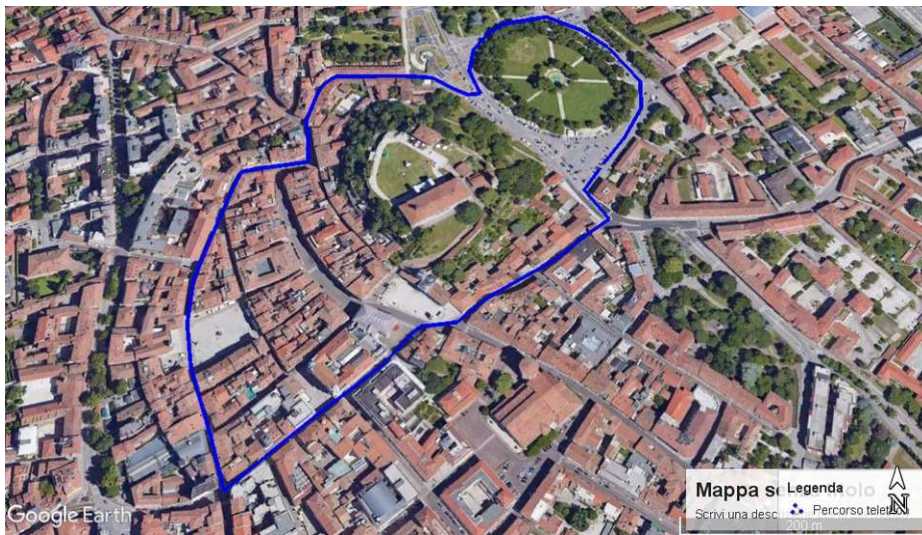 Mappa s
Legenda
N
Scrivi una desc
Percorso telet
200 m
Google Earth